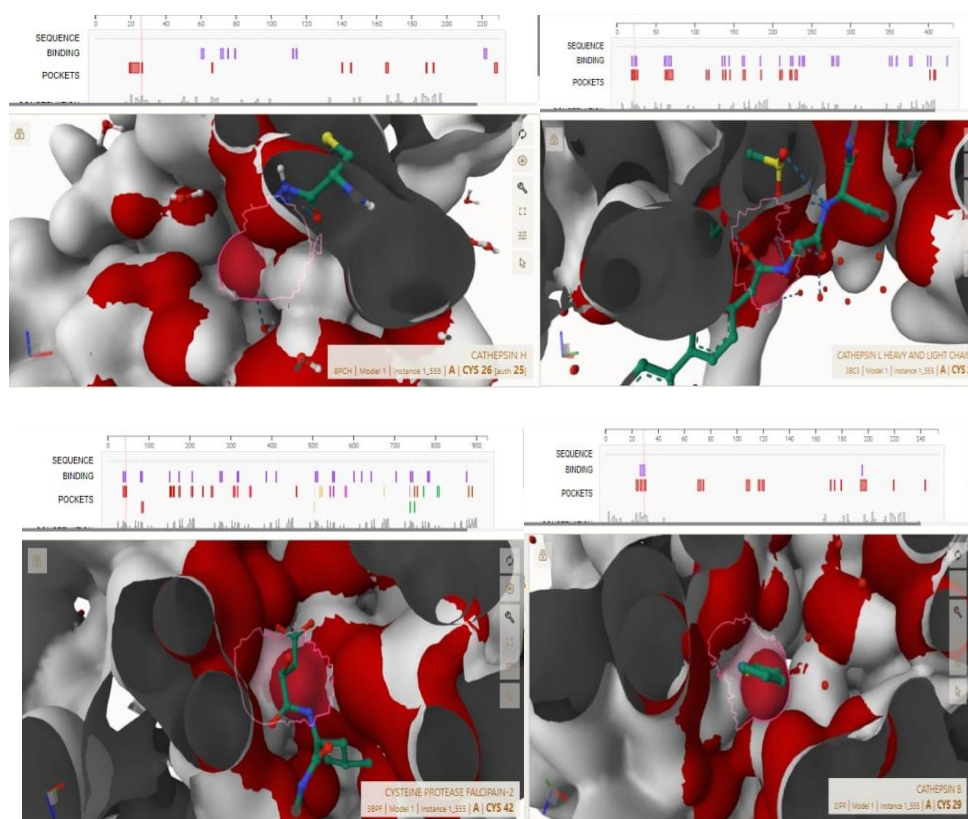 0 20 40 60 80 100 120 140 160 180 200 220
SEQUENCE
BINDING
POCKETS
CATHEPSIN H
8PCH | Model 1 | Instance 1_555 | A | CYS 26 [auth 25]
0 50 100 150 200 250 300 350 400
SEQUENCE
BINDING
POCKETS
CATHEPSIN L HEAVY AND LIGHT CHAIN
3BC3 | Model 1 | Instance 1_555 | A | CYS
0 100 200 300 400 500 600 700 800 900
SEQUENCE
BINDING
POCKETS
CYSTEINE PROTEASE FALCIPAIN-2
3BPF | Model 1 | Instance 1_555 | A | CYS 42
0 20 40 60 80 100 120 140 160 180 200 220 240
SEQUENCE
BINDING
POCKETS
CATHEPSIN B
2IPP | Model 1 | Instance 1_555 | A | CYS 29